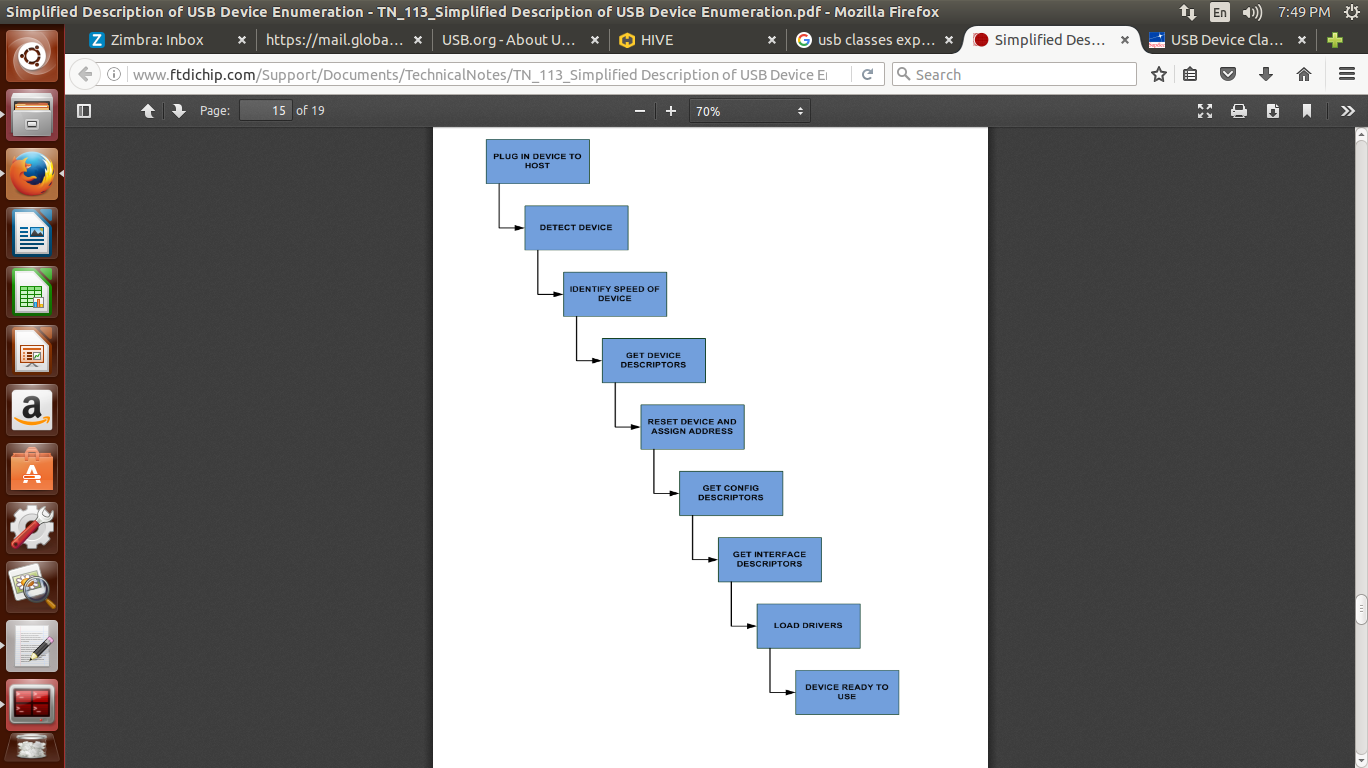 Simplified Description of USB Device Enumeration - TN_113_Simplified Description of USB Device Enumeration.pdf - Mozilla Firefox
En
7:49 PM
Zimbra: Inbox
https://mail.globa...
USB.org - About U...
HIVE
usb classes exp...
Simplified Des...
USB Device Cla...
www.ftdichip.com/Support/Documents/TechnicalNotes/TN_113_Simplified Description of USB Device E
Search
Page:
15
of 19
70%
PLUG IN DEVICE TO
HOST
DETECT DEVICE
IDENTIFY SPEED OF
DEVICE
GET DEVICE
DESCRIPTORS
RESET DEVICE AND
ASSIGN ADDRESS
GET CONFIG
DESCRIPTORS
GET INTERFACE
DESCRIPTORS
LOAD DRIVERS
DEVICE READY TO
USE